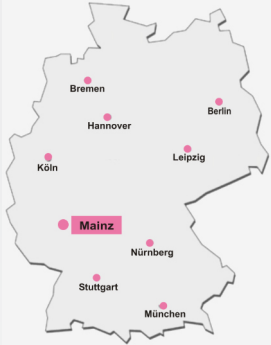 Bremen
Berlin
Hannover
Leipzig
Köln
Mainz
Nürnberg
Stuttgart
München